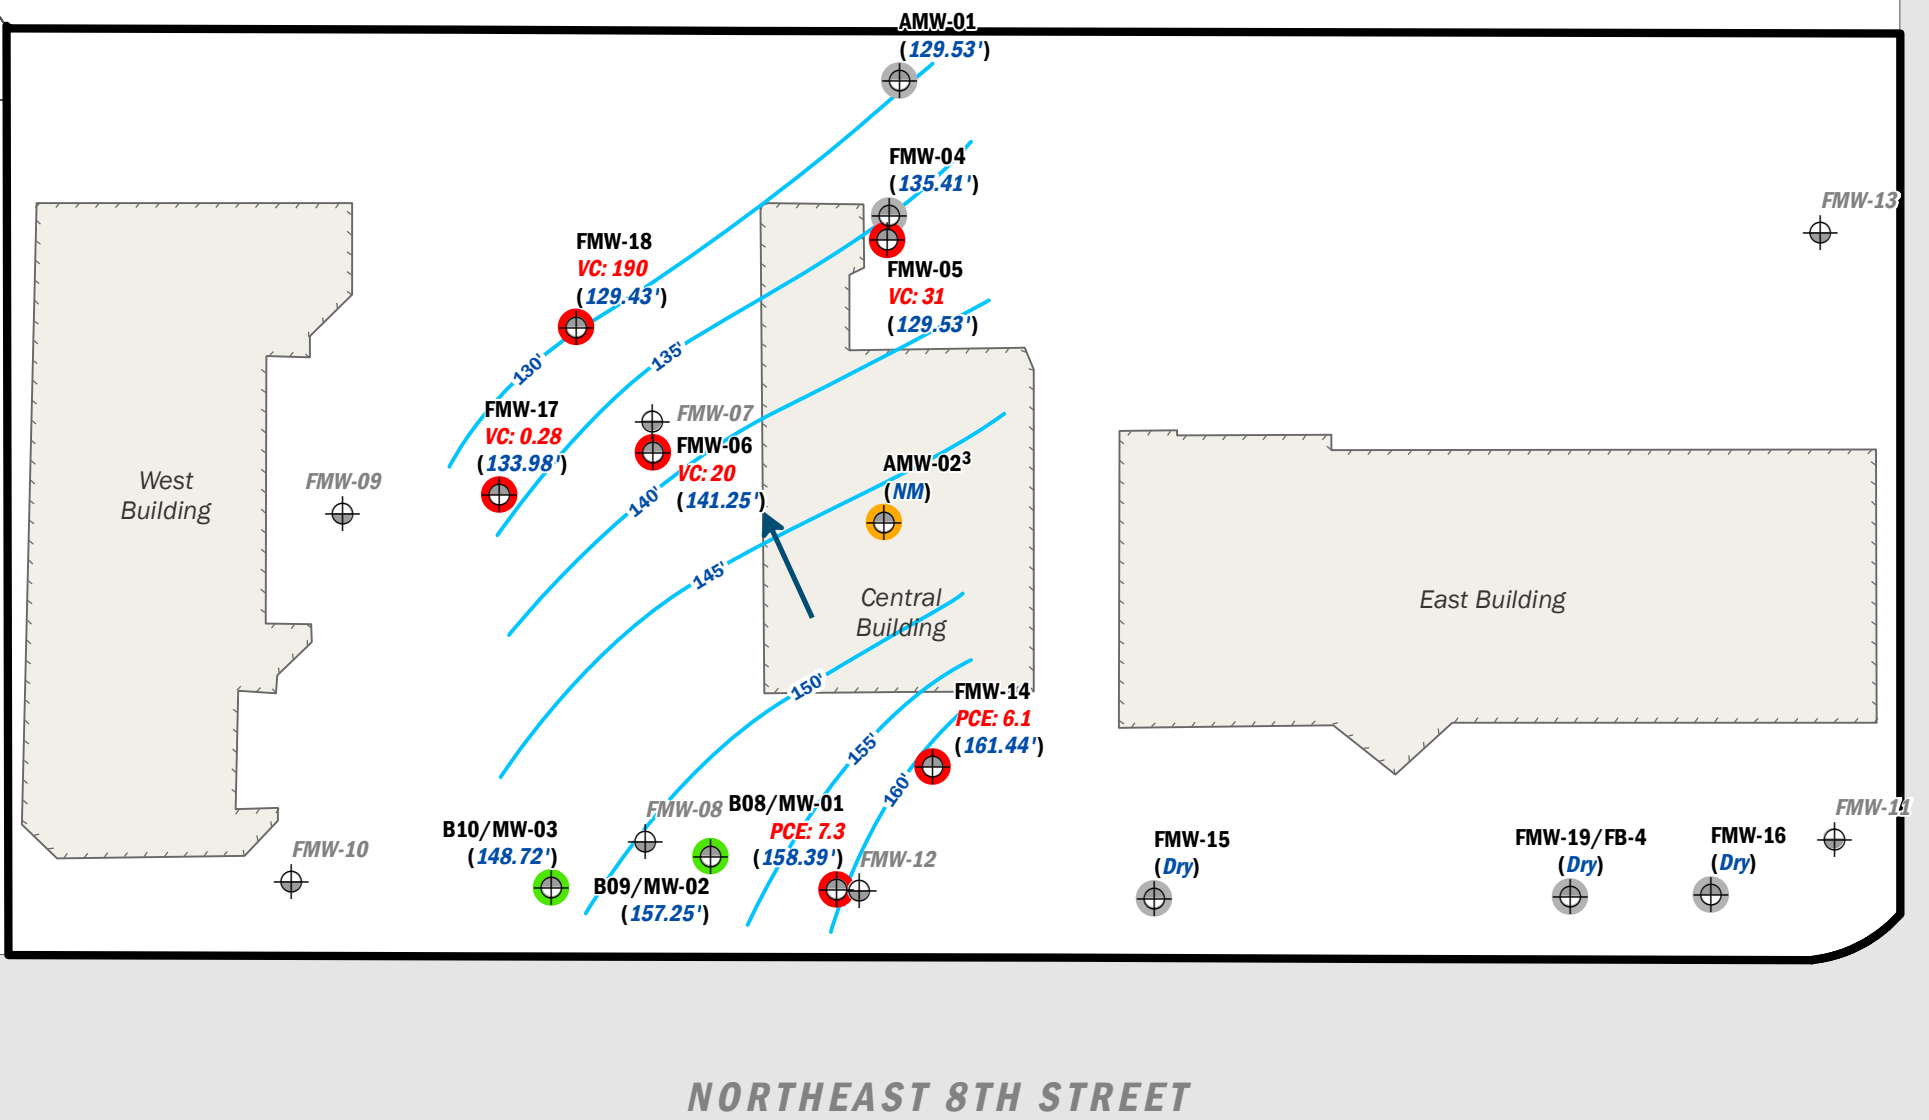 AMW-01
(129.53')
FMW-04
(135.41')
FMW-13
FMW-18
VC: 190
(129.43')
FMW-05
VC: 31
(129.53')
130'
135'
FMW-17
VC: 0.28
(133.98')
FMW-07
FMW-06
VC: 20
(141.25')
140'
AMW-02³
(NM)
West
Building
FMW-09
145'
Central
Building
East Building
150'
FMW-14
PCE: 6.1
(161.44')
155'
160'
FMW-08
B08/MW-01
PCE: 7.3
(158.39')
FMW-12
B10/MW-03
(148.72')
B09/MW-02
(157.25')
FMW-10
FMW-15
(Dry)
FMW-19/FB-4
(Dry)
FMW-16
(Dry)
FMW-11
NORTHEAST 8TH STREET